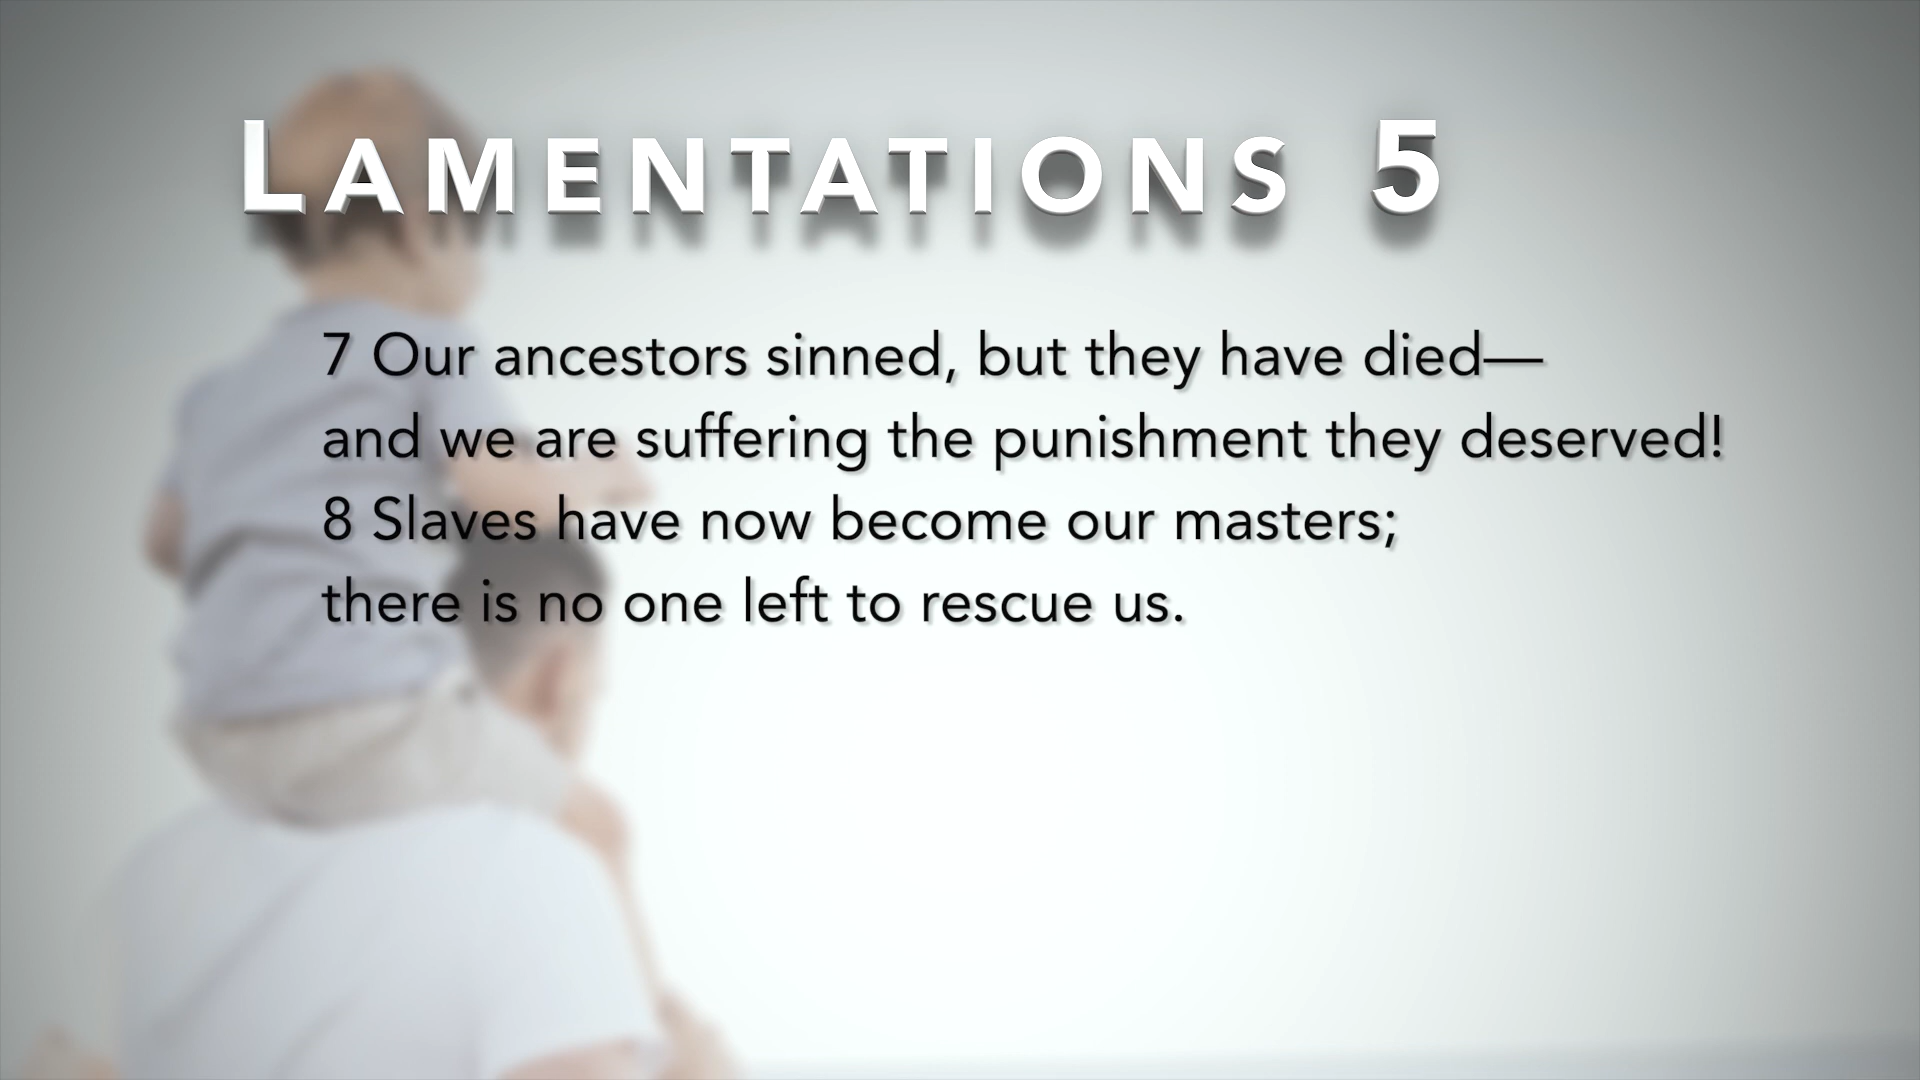 LAMENTATIONS 5
7 Our ancestors sinned, but they have died—
and we are suffering the punishment they deserved!
8 Slaves have now become our masters;
there is no one left to rescue us.